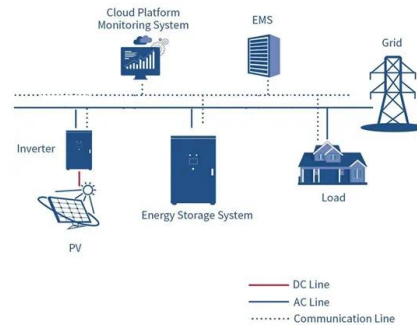 Cloud Platform
Monitoring System
EMS
Grid
Inverter
Load
Energy Storage System
PV
DC Line
AC Line
Communication Line